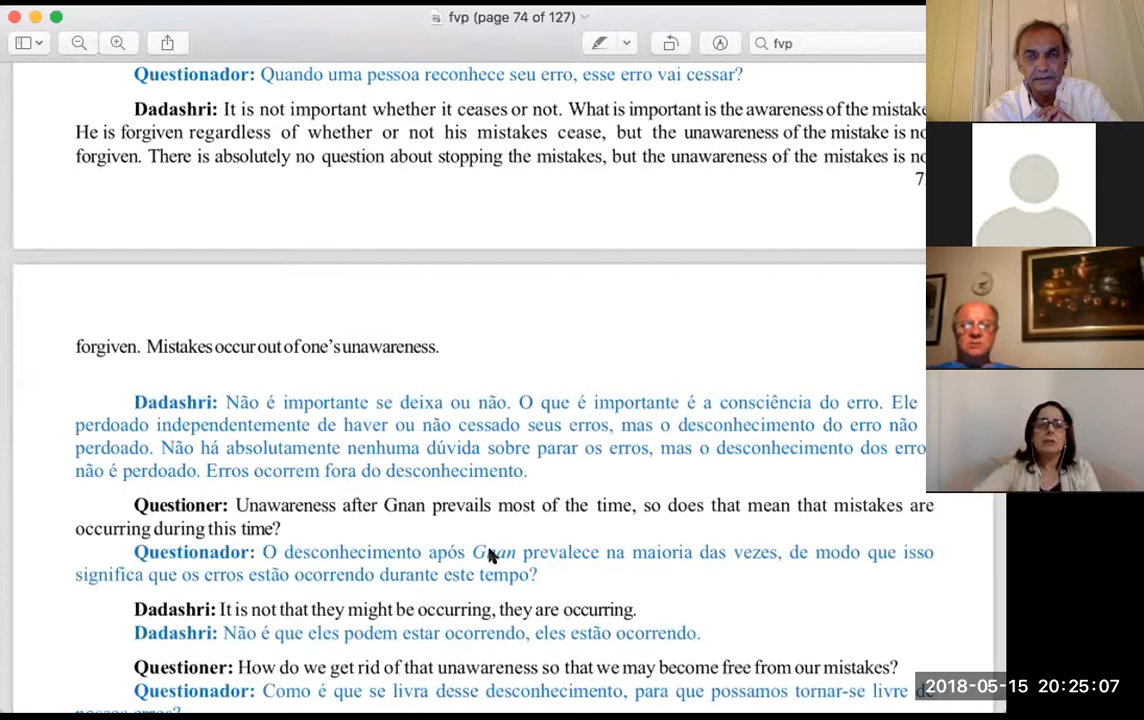 fvp (page 74 of 127)
fvp
Questionador: Quando uma pessoa reconhece seu erro, esse erro vai cessar?
Dadashri: It is not important whether it ceases or not. What is important is the awareness of the mistake
He is forgiven regardless of whether or not his mistakes cease, but the unawareness of the mistake is no
forgiven. There is absolutely no question about stopping the mistakes, but the unawareness of the mistakes is no
forgiven. Mistakes occur out of one's unawareness.
Dadashri: Não é importante se deixa ou não. O que é importante é a consciência do erro. Ele
perdoado independentemente de haver ou não cessado seus erros, mas o desconhecimento do erro não
perdoado. Não há absolutamente nenhuma dúvida sobre parar os erros, mas o desconhecimento dos erro
não é perdoado. Erros ocorrem fora do desconhecimento.
Questioner: Unawareness after Gnan prevails most of the time, so does that mean that mistakes are
occurring during this time?
Questionador: O desconhecimento após Gnan prevalece na maioria das vezes, de modo que isso
significa que os erros estão ocorrendo durante este tempo?
Dadashri: It is not that they might be occurring, they are occurring.
Dadashri: Não é que eles podem estar ocorrendo, eles estão ocorrendo.
Questioner: How do we get rid of that unawareness so that we may become free from our mistakes?
Questionador: Como é que se livra desse desconhecimento, para que possamos tornar-se livre
2018-05-15 20:25:07